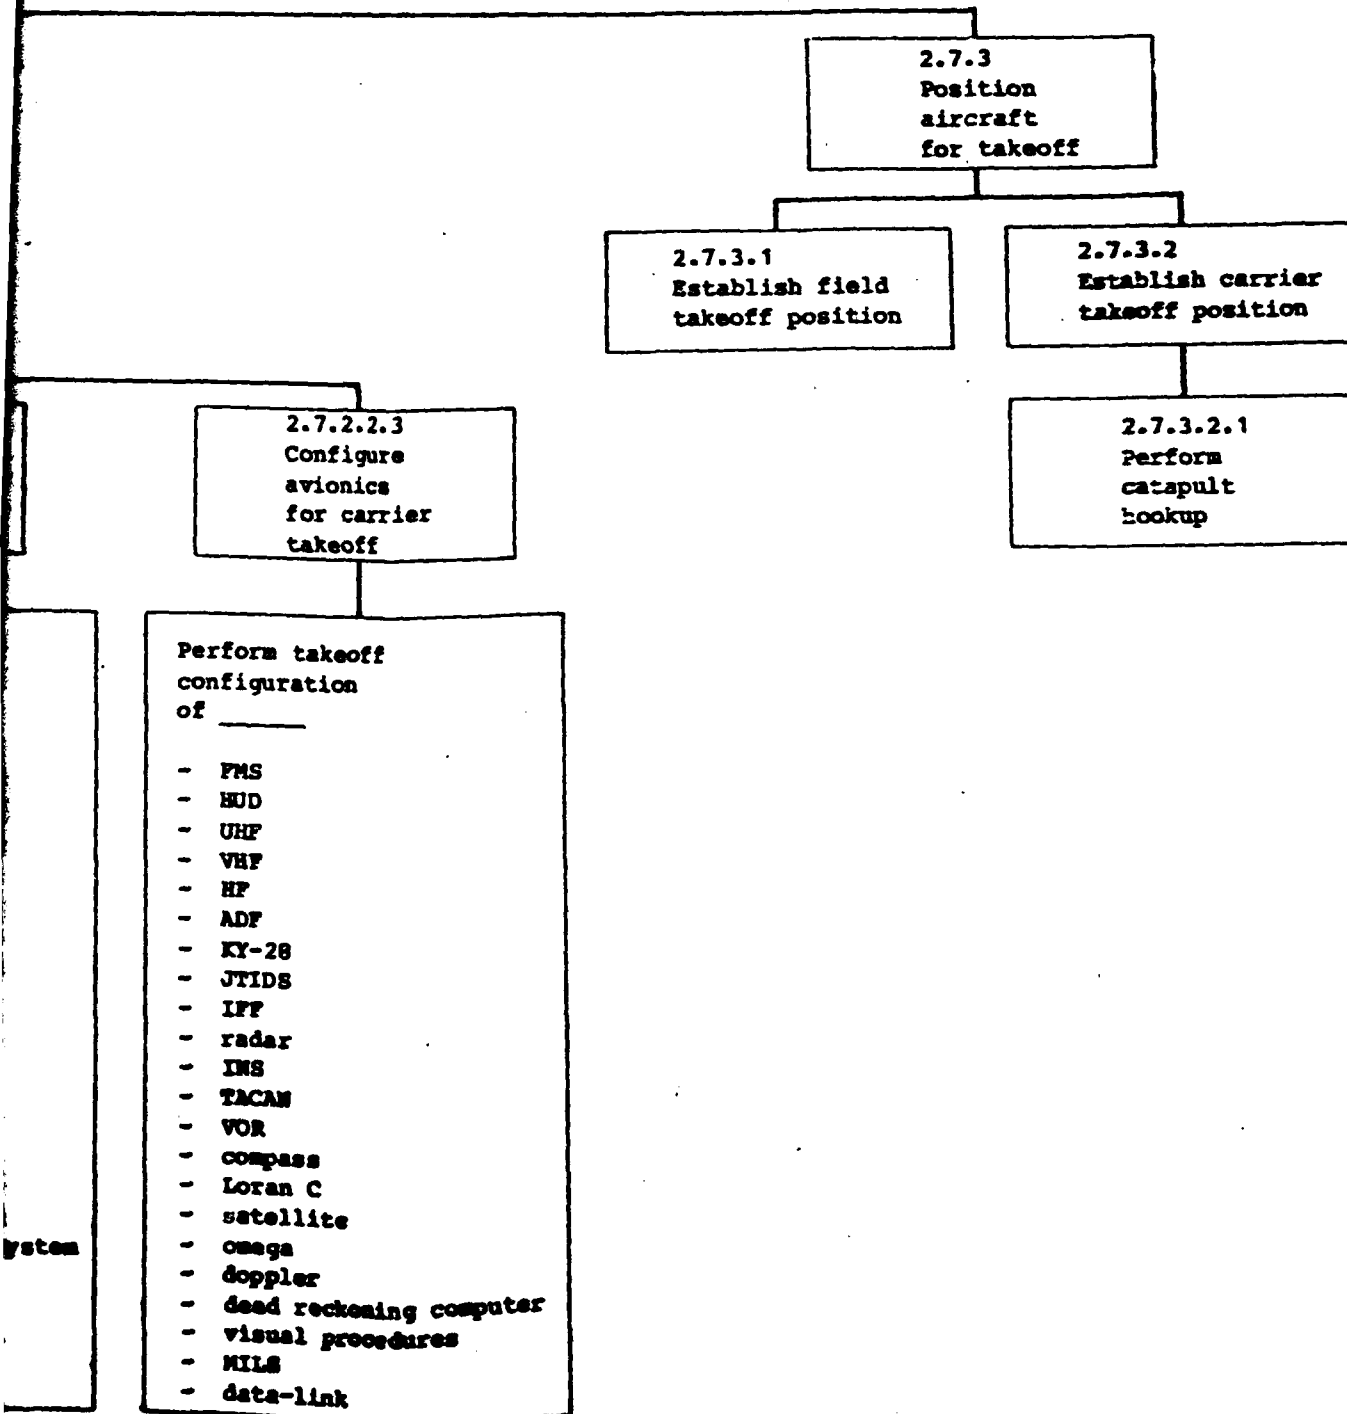 2.7.3
Position
aircraft
for takeoff
2.7.3.1
Establish field
takeoff position
2.7.3.2
Establish carrier
takeoff position
2.7.2.2.3
Configure
avionics
for carrier
takeoff
2.7.3.2.1
Perform
catapult
hookup
Perform takeoff
configuration
of ______
- FMS
- HUD
- UHF
- VHF
- HF
- ADF
- KY-28
- JTIDS
- IFF
- radar
- INS
- TACAN
- VOR
- compass
- Loran C
- satellite
ystem
- omega
- doppler
- dead reckoning computer
- visual procedures
- MILS
- data-link